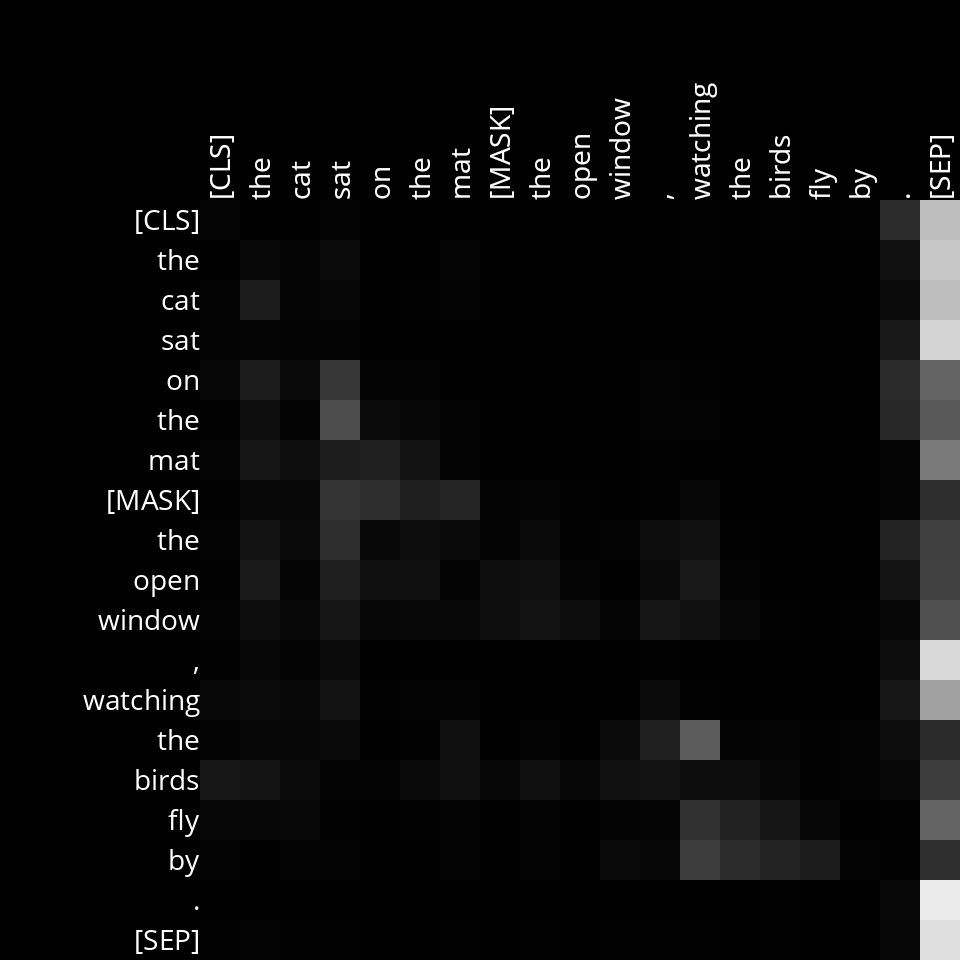 [CLS] the cat sat on the mat [MASK] the open window , watching the birds fly by . [SEP]
[CLS]
the
cat
sat
on
the
mat
[MASK]
the
open
window
,
watching
the
birds
fly
by
.
[SEP]